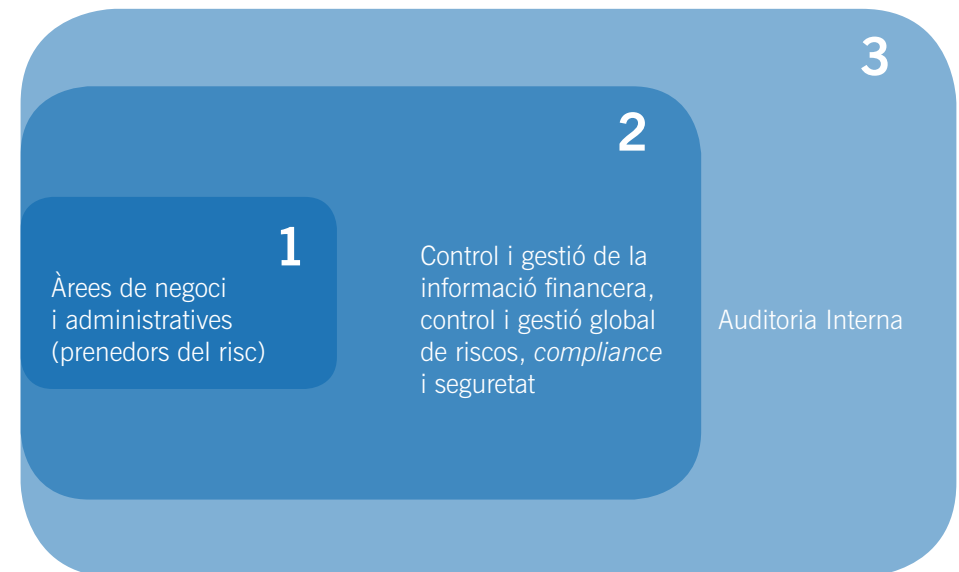 3
2
1
Àrees de negoci
i administratives
(prenedors del risc)
Control i gestió de la
informació financera,
control i gestió global
de riscos, compliance
i seguretat
Auditoria Interna